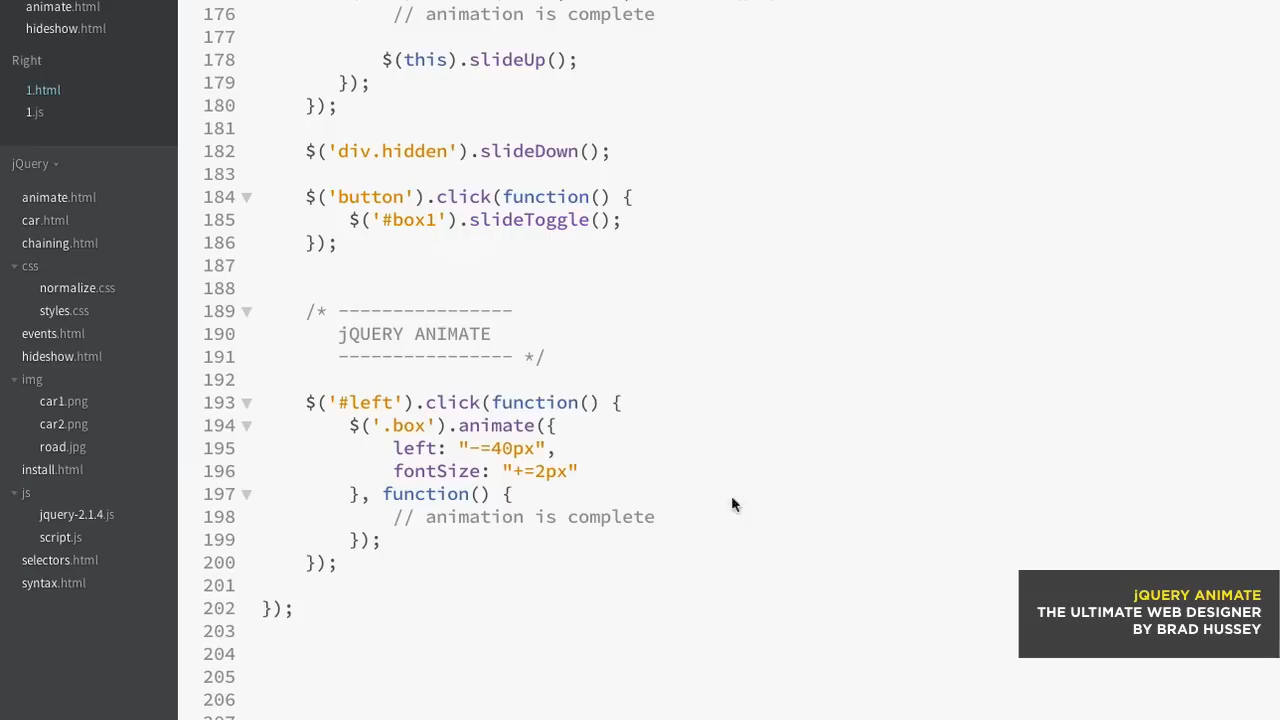 animate.html
hideshow.html
Right
1.html
1.js
jQuery
animate.html
car.html
chaining.html
css
normalize.css
styles.css
events.html
hideshow.html
img
car1.png
car2.png
road.jpg
install.html
js
jquery-2.1.4.js
script.js
selectors.html
syntax.html
176 // animation is complete
177
178 $(this).slideUp();
179 });
180 });
181
182 $('div.hidden').slideDown();
183
184 $('button').click(function() {
185 $('#box1').slideToggle();
186 });
187
188
189 /* ----------------
190 jQUERY ANIMATE
191 ---------------- */
192
193 $('#left').click(function() {
194 $('.box').animate({
195 left: "-=40px",
196 fontSize: "+=2px"
197 }, function() {
198 // animation is complete
199 });
200 });
201
202 });
203
204
205
206
jQUERY ANIMATE
THE ULTIMATE WEB DESIGNER
BY BRAD HUSSEY